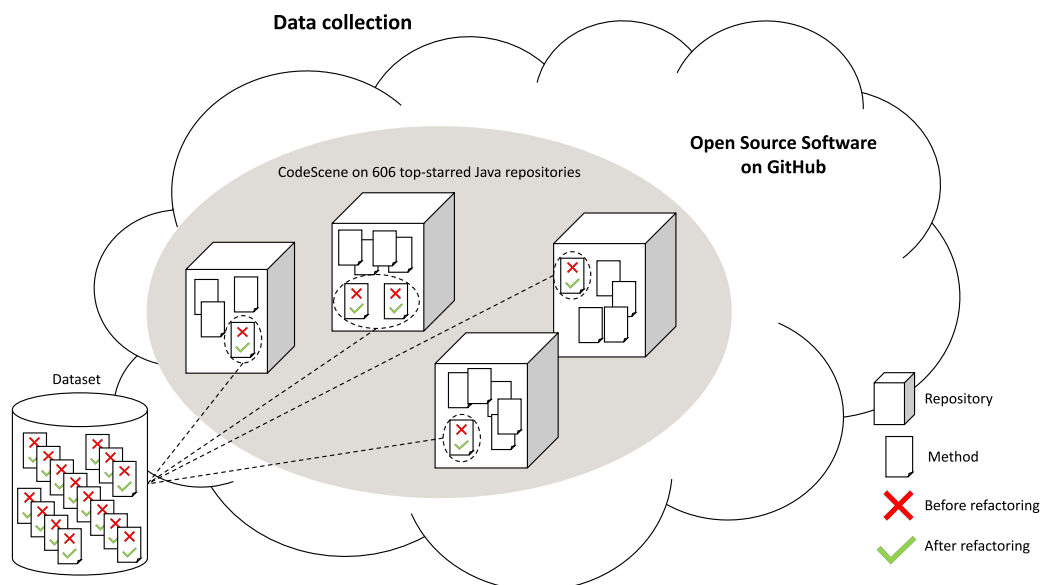 Data collection
Open Source Software
on GitHub
CodeScene on 606 top-starred Java repositories
Dataset
Repository
Method
Before refactoring
After refactoring